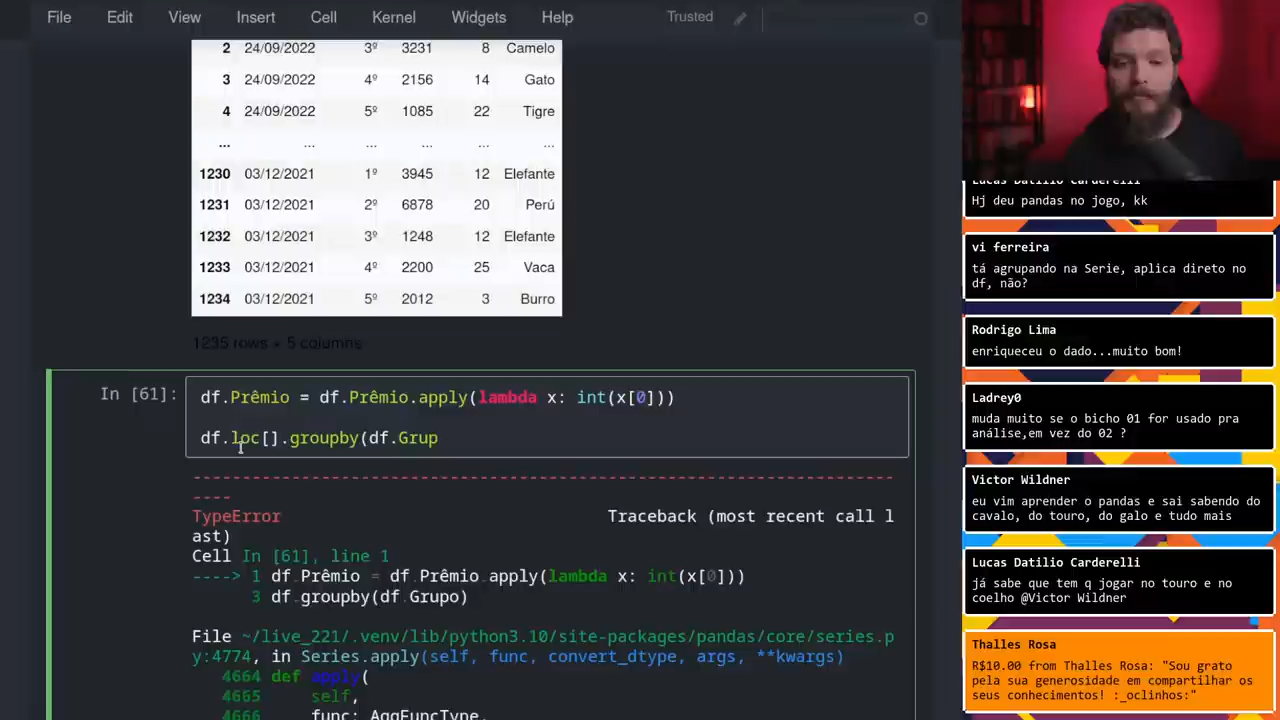 File Edit View Insert Cell Kernel Widgets Help Trusted
2 24/09/2022 3º 3231 8 Camelo
3 24/09/2022 4º 2156 14 Gato
4 24/09/2022 5º 1085 22 Tigre
... ... ... ... ... ...
1230 03/12/2021 1º 3945 12 Elefante
1231 03/12/2021 2º 6878 20 Perú
1232 03/12/2021 3º 1248 12 Elefante
1233 03/12/2021 4º 2200 25 Vaca
1234 03/12/2021 5º 2012 3 Burro
1235 rows × 5 columns
In [61]: df.Prêmio = df.Prêmio.apply(lambda x: int(x[0]))
df.loc[].groupby(df.Grup
---------------------------------------------------------------------------
TypeError Traceback (most recent call l
ast)
Cell In [61], line 1
----> 1 df.Prêmio = df.Prêmio.apply(lambda x: int(x[0]))
3 df.groupby(df.Grupo)
File ~/live_221/.venv/lib/python3.10/site-packages/pandas/core/series.p
y:4774, in Series.apply(self, func, convert_dtype, args, **kwargs)
4664 def apply(
4665 self,
4666 func: AggFuncType,
Lucas Datilio Carderelli
Hj deu pandas no jogo, kk
vi ferreira
tá agrupando na Serie, aplica direto no
df, não?
Rodrigo Lima
enriqueceu o dado...muito bom!
Ladrey0
muda muito se o bicho 01 for usado pra
análise,em vez do 02 ?
Victor Wildner
eu vim aprender o pandas e sai sabendo do
cavalo, do touro, do galo e tudo mais
Lucas Datilio Carderelli
já sabe que tem q jogar no touro e no
coelho @Victor Wildner
Thalles Rosa
R$10.00 from Thalles Rosa: "Sou grato
pela sua generosidade em compartilhar os
seus conhecimentos! :_oclinhos:"